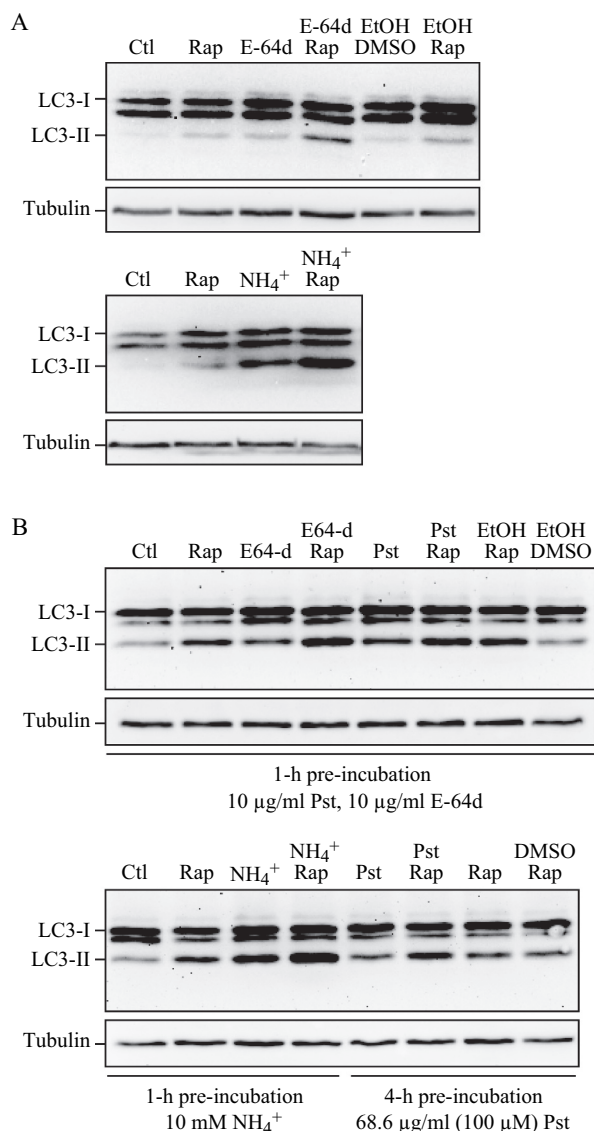 A
Ctl Rap E-64d E-64d Rap EtOH DMSO EtOH Rap
LC3-I
LC3-II
Tubulin
Ctl Rap NH₄⁺ NH₄⁺ Rap
LC3-I
LC3-II
Tubulin
B
Ctl Rap E64-d E64-d Rap Pst Pst Rap EtOH Rap EtOH DMSO
LC3-I
LC3-II
Tubulin
1-h pre-incubation
10 µg/ml Pst, 10 µg/ml E-64d
Ctl Rap NH₄⁺ NH₄⁺ Rap Pst Pst Rap Rap DMSO Rap
LC3-I
LC3-II
Tubulin
1-h pre-incubation
10 mM NH₄⁺
4-h pre-incubation
68.6 µg/ml (100 µM) Pst